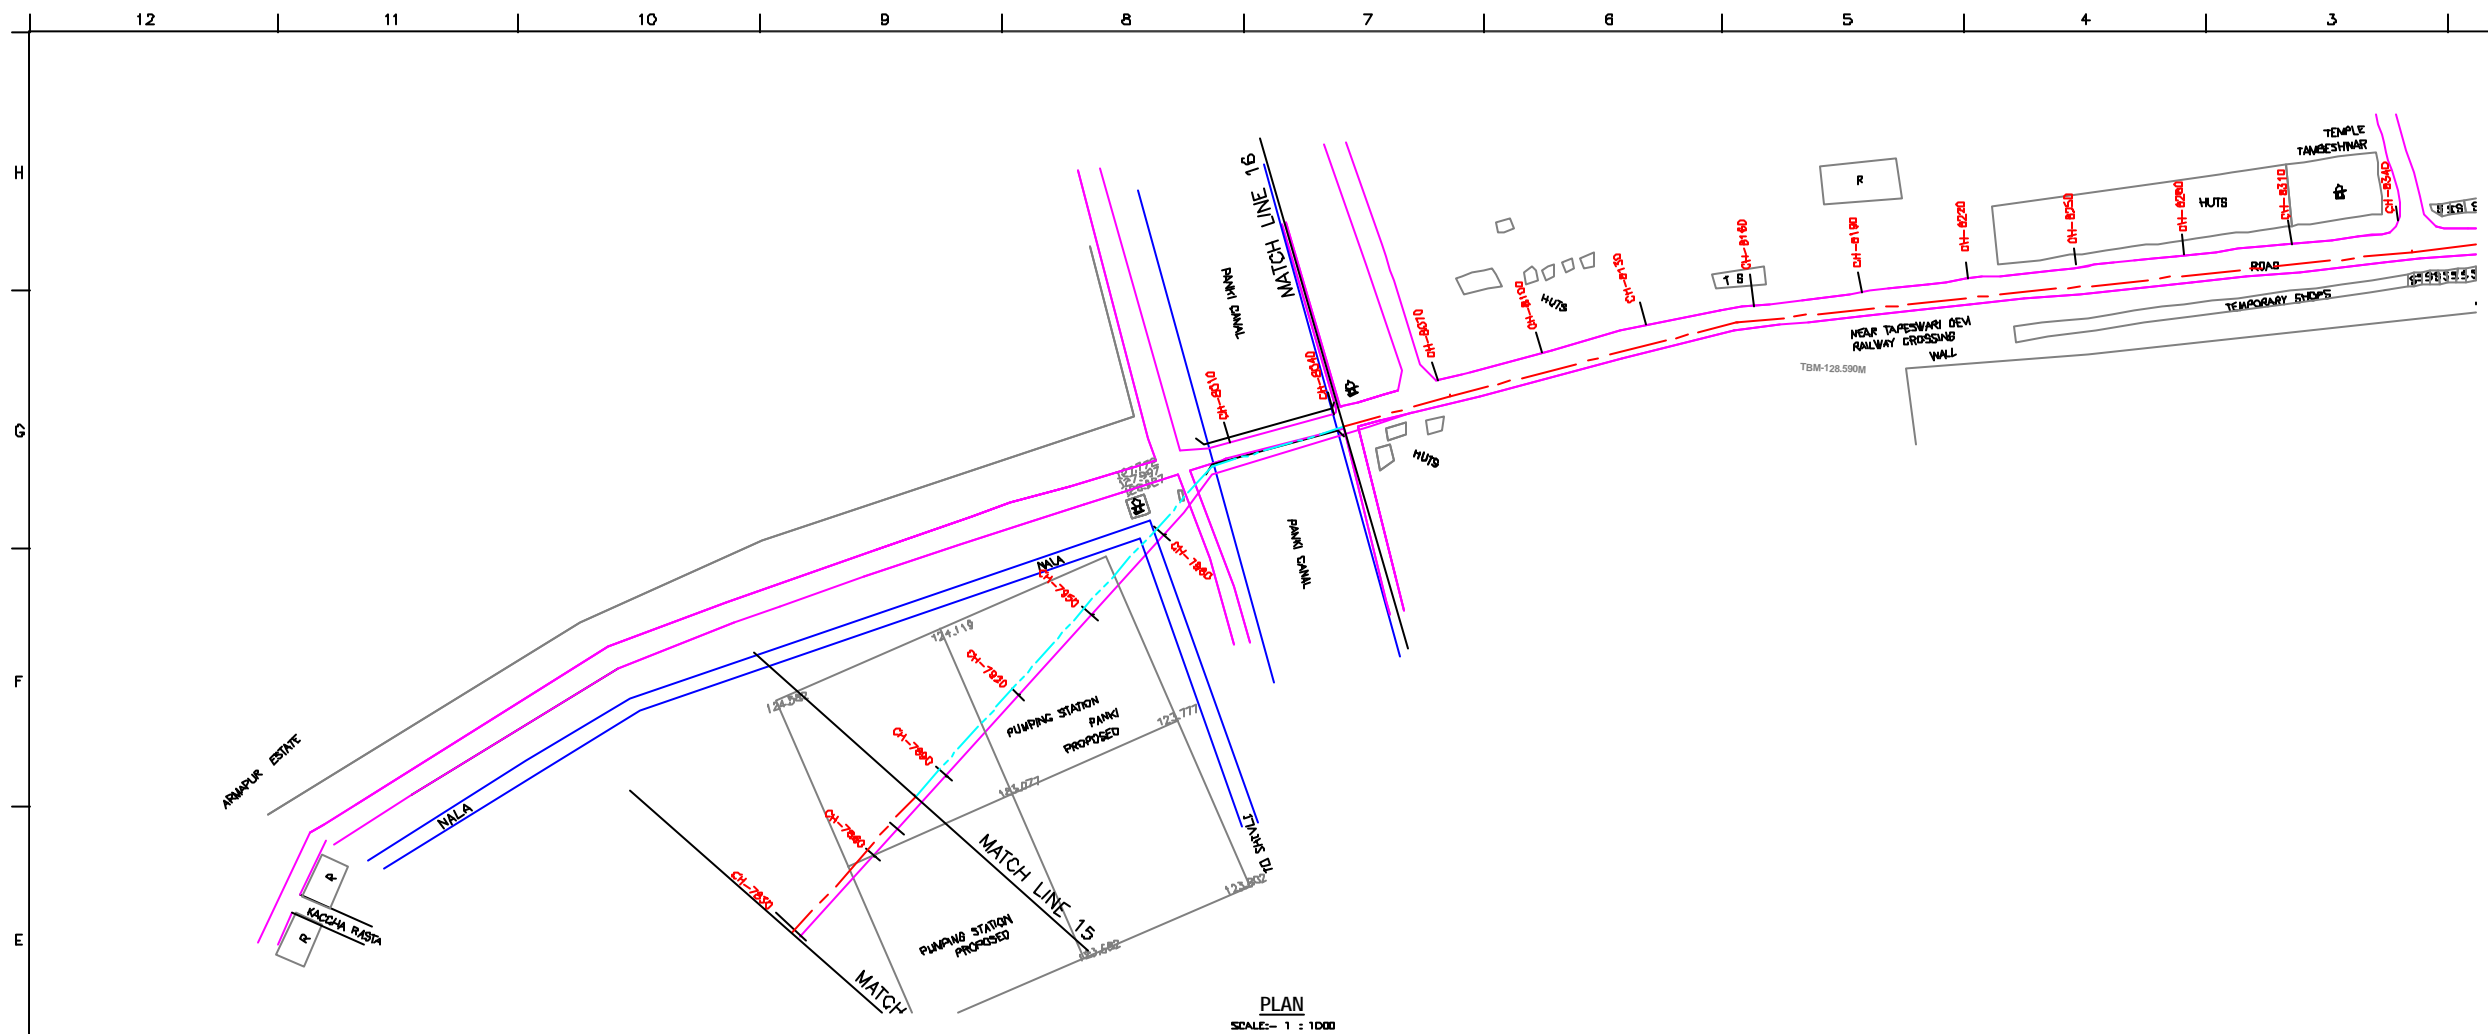 12 11 10 9 8 7 6 5 4 3
H
G
F
E
TEMPLE
TAMBESHWAR
MATCH LINE 16
R
HUTS
CH-8340
CH-8310
CH-8280
CH-8250
CH-8220
CH-8190
CH-8160
CH-8130
CH-8100
CH-8070
CH-8040
CH-8010
T S
HUTS
ROAD
TEMPORARY SHOPS
NEAR TAPESWARI DEVI
RAILWAY CROSSING
WALL
TBM-128.590M
PANKI CANAL
HUTS
PANKI CANAL
NALA
CH-7980
CH-7950
124.119
CH-7920
PUMPING STATION
PANKI
PROPOSED
123.777
CH-7890
ARMAPUR ESTATE
NALA
CH-7860
MATCH LINE 15
CH-7830
R
KACCHA RASTA
R
PUMPING STATION
PROPOSED
MATCH
PLAN
SCALE:- 1 : 1000